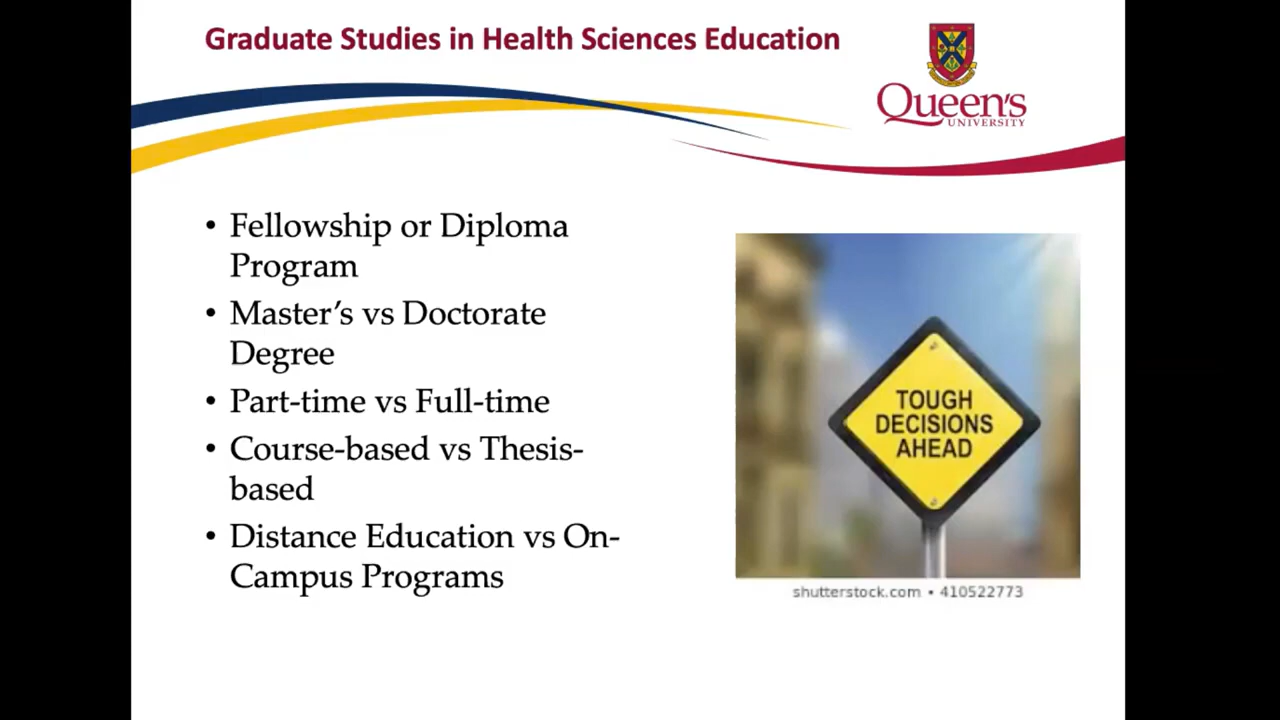 Graduate Studies in Health Sciences Education
Queen's
UNIVERSITY
• Fellowship or Diploma
Program
• Master's vs Doctorate
Degree
• Part-time vs Full-time
• Course-based vs Thesis-
based
• Distance Education vs On-
Campus Programs
TOUGH
DECISIONS
AHEAD
shutterstock.com • 410522773